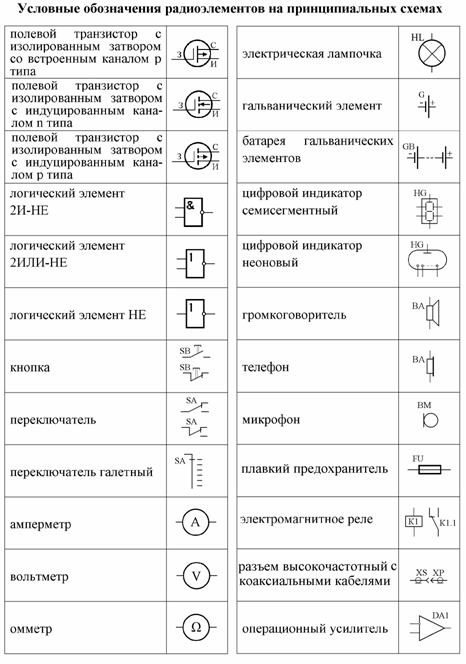 Условные обозначения радиоэлементов на принципиальных схемах
полевой транзистор с
изолированным затвором
со встроенным каналом p
типа
З
С
И
полевой транзистор с
изолированным затвором
с индуцированным кана-
лом n типа
З
С
И
полевой транзистор с
изолированным затвором
с индуцированным кана-
лом p типа
З
С
И
логический элемент
2И-НЕ
&
логический элемент
2ИЛИ-НЕ
1
логический элемент НЕ
1
кнопка
SB
SB
переключатель
SA
SA
переключатель галетный
SA
амперметр
A
вольтметр
V
омметр
Ω
электрическая лампочка
HL
гальванический элемент
G
- +
батарея гальванических
элементов
GB
- +
цифровой индикатор
семисегментный
HG
цифровой индикатор
неоновый
HG
громкоговоритель
BA
телефон
BA
микрофон
BM
плавкий предохранитель
FU
электромагнитное реле
K1
K1.1
разъем высокочастотный с
коаксиальными кабелями
XS XP
операционный усилитель
DA1